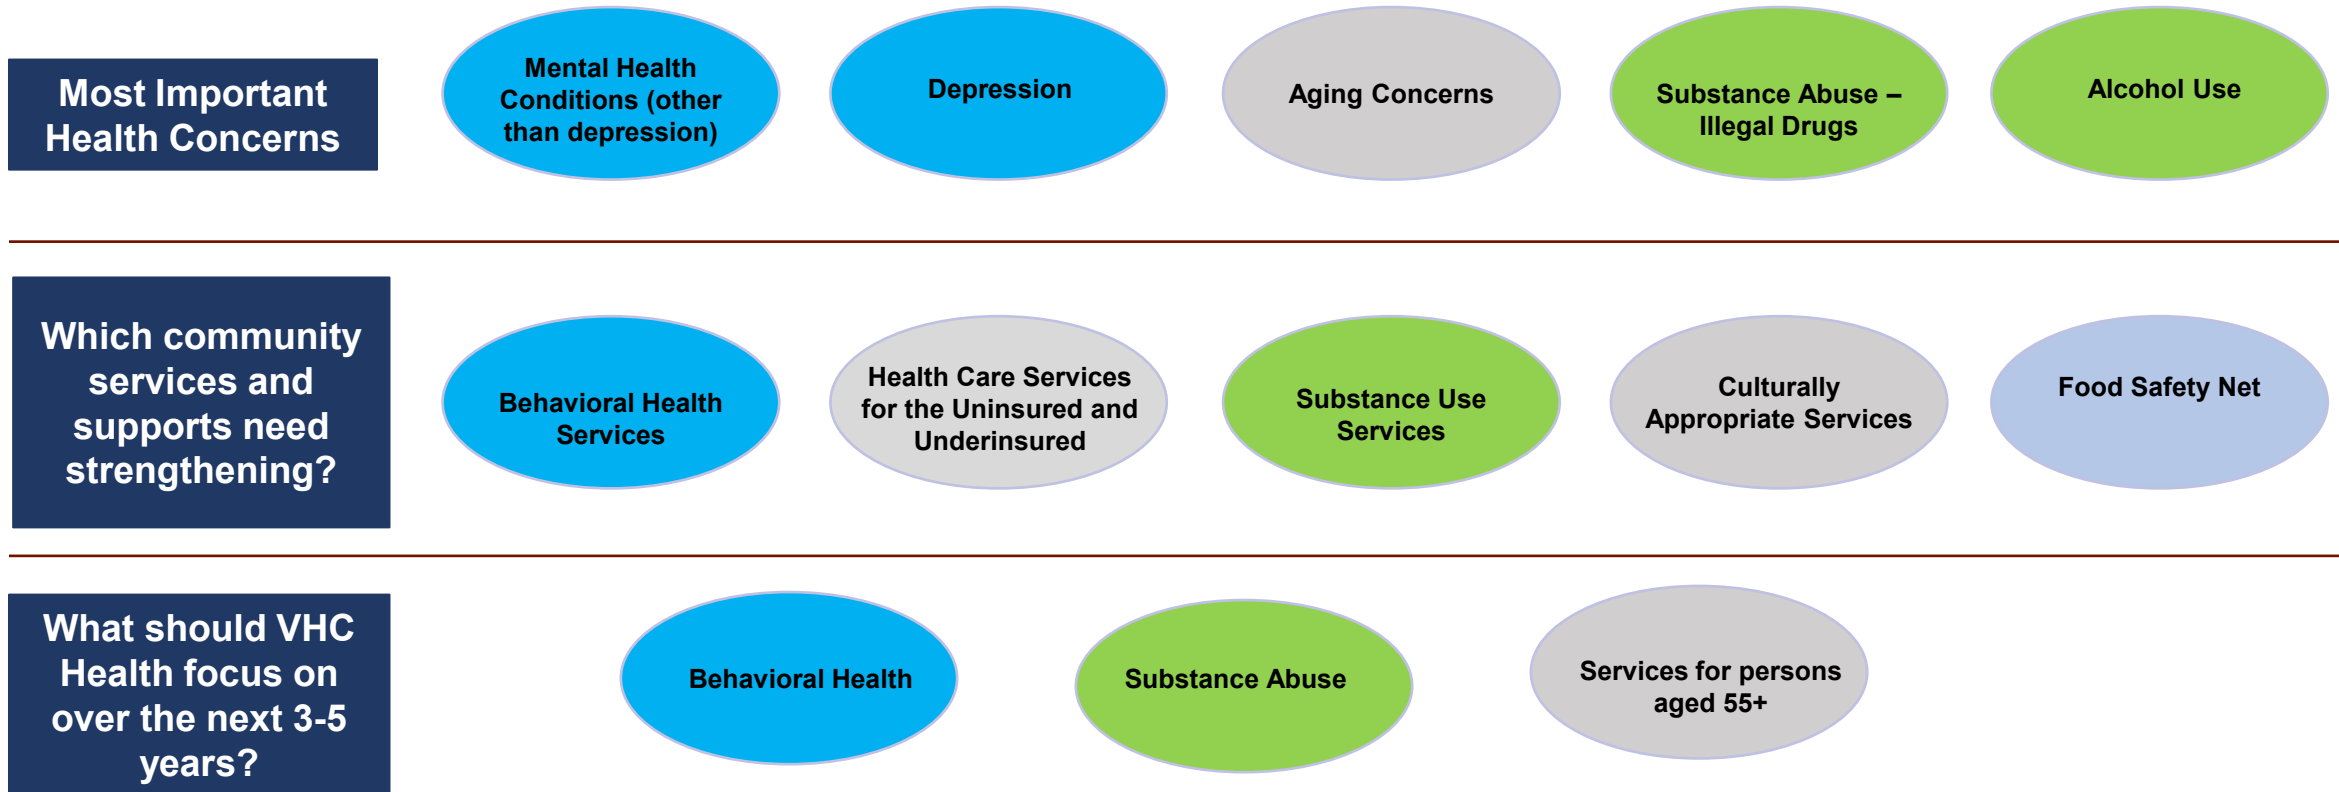 Most Important
Health Concerns
Mental Health
Conditions (other
than depression)
Depression
Aging Concerns
Substance Abuse –
Illegal Drugs
Alcohol Use
Which community
services and
supports need
strengthening?
Behavioral Health
Services
Health Care Services
for the Uninsured and
Underinsured
Substance Use
Services
Culturally
Appropriate Services
Food Safety Net
What should VHC
Health focus on
over the next 3-5
years?
Behavioral Health
Substance Abuse
Services for persons
aged 55+